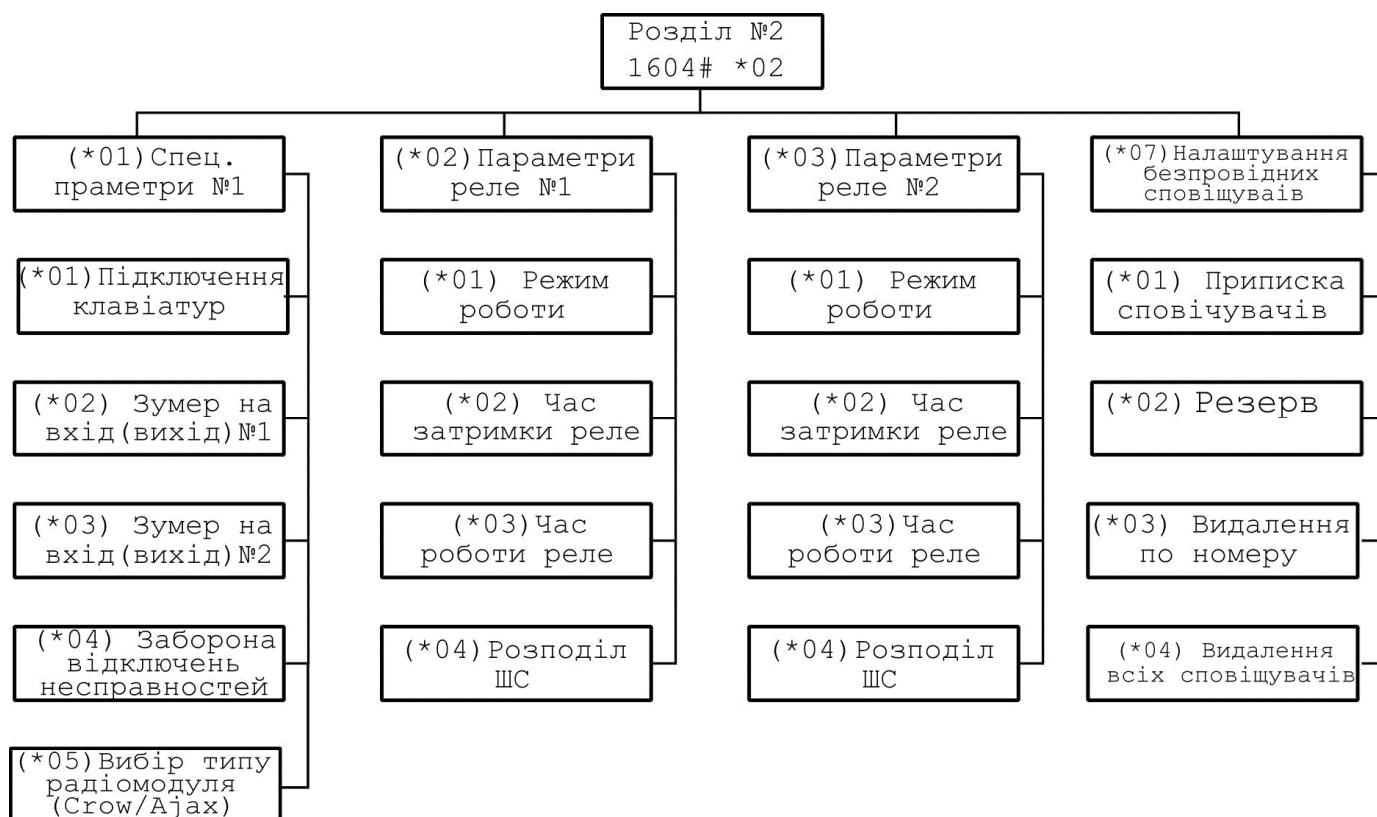 Розділ №2
1604# *02
(*01)Спец.
праметри №1
(*01)Підключення
клавіатур
(*02) Зумер на
вхід(вихід)№1
(*03) Зумер на
вхід(вихід)№2
(*04) Заборона
відключень
несправностей
(*05)Вибір типу
радіомодуля
(Crow/Ajax)
(*02)Параметри
реле №1
(*01) Режим
роботи
(*02) Час
затримки реле
(*03)Час
роботи реле
(*04)Розподіл
ШС
(*03)Параметри
реле №2
(*01) Режим
роботи
(*02) Час
затримки реле
(*03)Час
роботи реле
(*04)Розподіл
ШС
(*07)Налаштування
безпровідних
сповіщуваів
(*01) Приписка
сповічувачів
(*02) Резерв
(*03) Видалення
по номеру
(*04) Видалення
всіх сповіщувачів